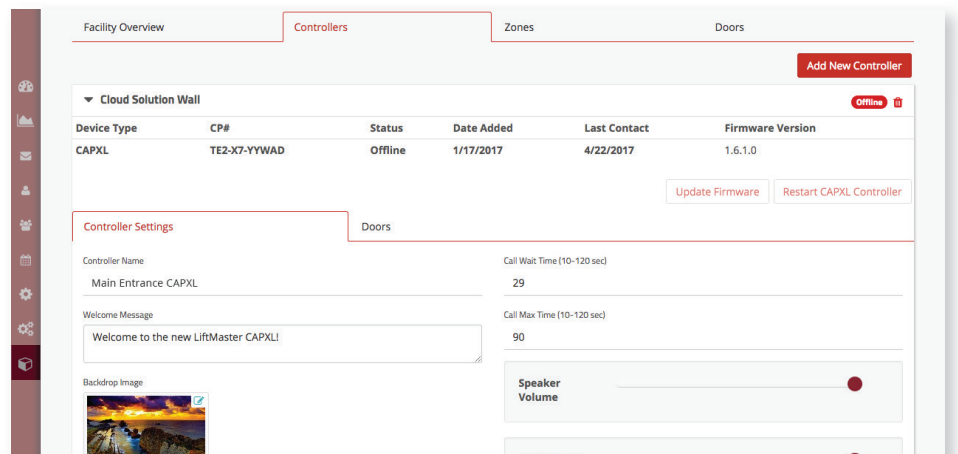 Facility Overview Controllers Zones Doors
Add New Controller
Cloud Solution Wall Offline
Device Type CP# Status Date Added Last Contact Firmware Version
CAPXL TE2-X7-YYWAD Offline 1/17/2017 4/22/2017 1.6.1.0
Update Firmware Restart CAPXL Controller
Controller Settings Doors
Controller Name Call Wait Time (10-120 sec)
Main Entrance CAPXL 29
Welcome Message Call Max Time (10-120 sec)
Welcome to the new LiftMaster CAPXL! 90
Backdrop Image Speaker
Volume